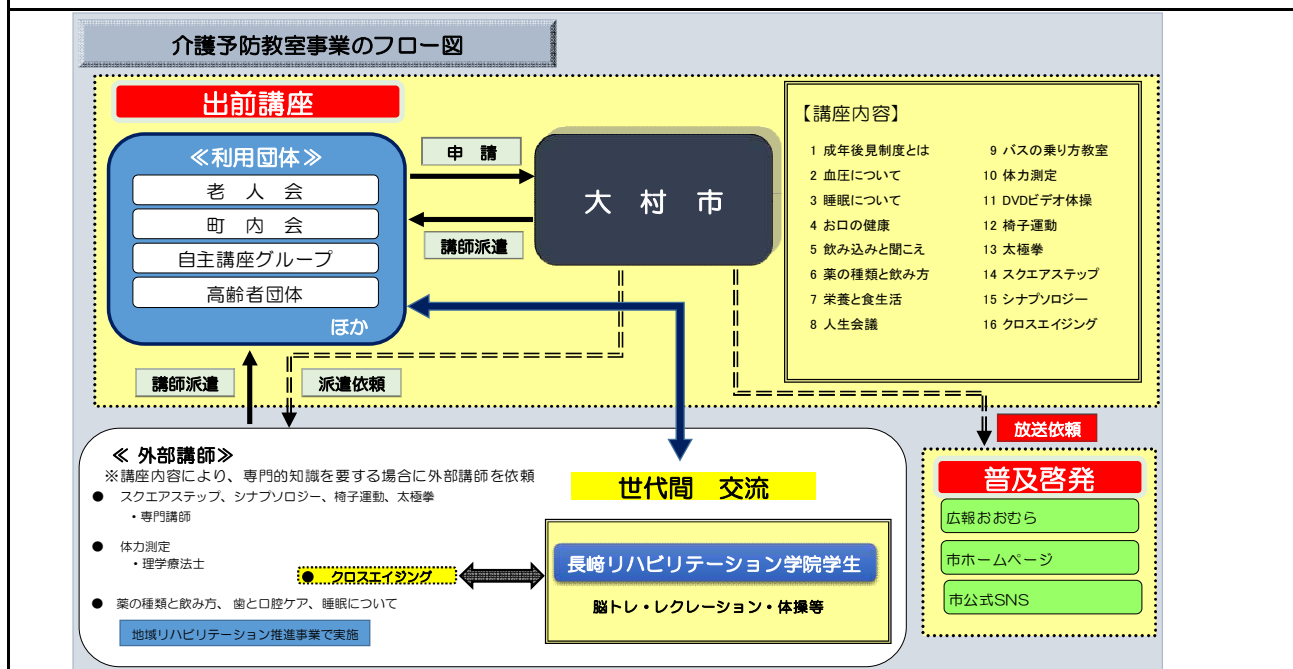 介護予防教室事業のフロー図
出前講座
≪利用団体≫
老 人 会
町 内 会
自主講座グループ
高齢者団体
ほか
申 請
講師派遣
大 村 市
【講座内容】
1 成年後見制度とは
2 血圧について
3 睡眠について
4 お口の健康
5 飲み込みと聞こえ
6 薬の種類と飲み方
7 栄養と食生活
8 人生会議
9 バスの乗り方教室
10 体力測定
11 DVDビデオ体操
12 椅子運動
13 太極拳
14 スクエアステップ
15 シナプソロジー
16 クロスエイジング
講師派遣
派遣依頼
放送依頼
≪ 外部講師≫
※講座内容により、専門的知識を要する場合に外部講師を依頼
● スクエアステップ、シナプソロジー、椅子運動、太極拳
・専門講師
● 体力測定
・理学療法士
● クロスエイジング
● 薬の種類と飲み方、歯と口腔ケア、睡眠について
地域リハビリテーション推進事業で実施
世代間 交流
長﨑リハビリテーション学院学生
脳トレ・レクレーション・体操等
普及啓発
広報おおむら
市ホームページ
市公式SNS